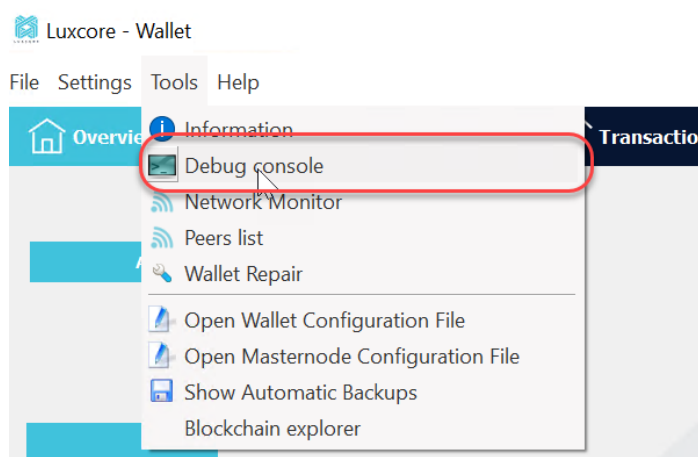 Luxcore - Wallet
File Settings Tools Help
Overvie
Transactio
Information
Debug console
Network Monitor
Peers list
A
Wallet Repair
Open Wallet Configuration File
Open Masternode Configuration File
Show Automatic Backups
Blockchain explorer